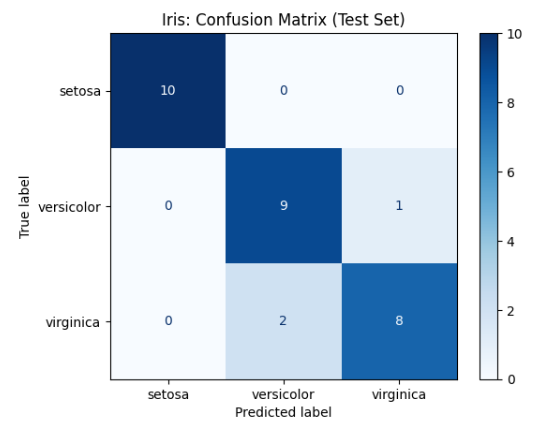 Iris: Confusion Matrix (Test Set)
True label
setosa 10 0 0
versicolor 0 9 1
virginica 0 2 8
setosa versicolor virginica
Predicted label
10
8
6
4
2
0